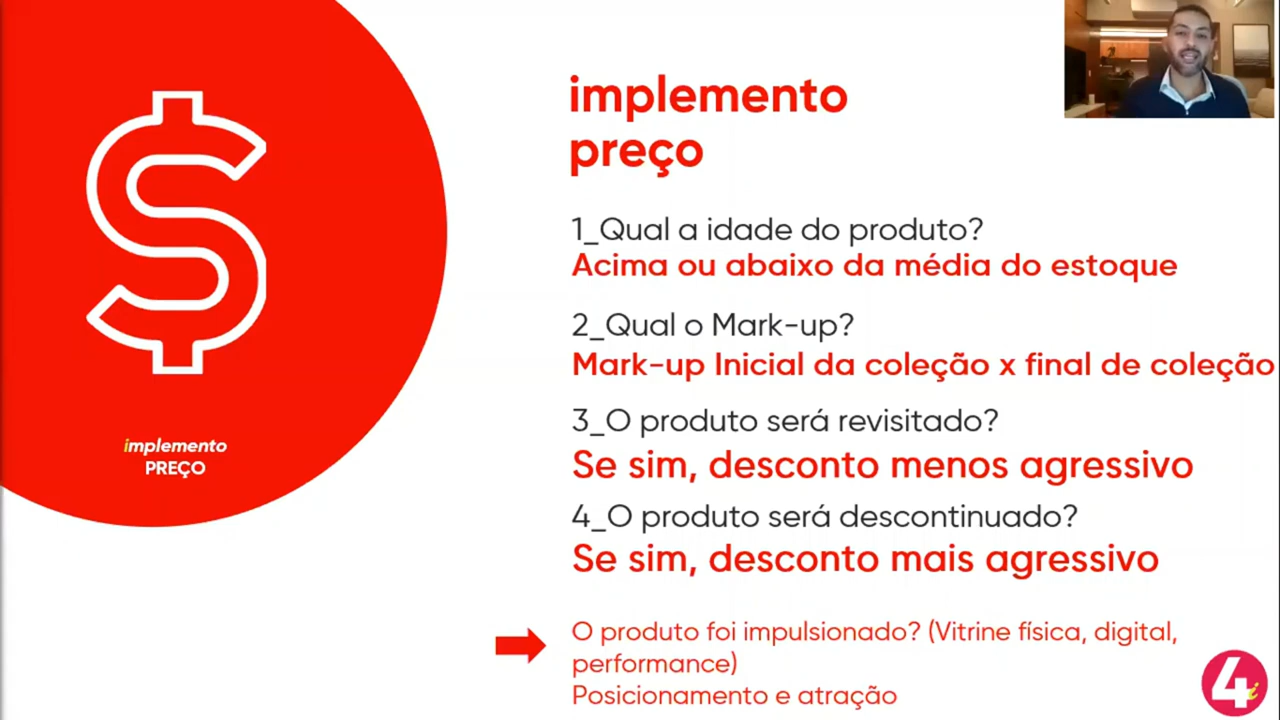 implemento
preço
1_Qual a idade do produto?
Acima ou abaixo da média do estoque
2_Qual o Mark-up?
Mark-up Inicial da coleção x final de coleção
3_O produto será revisitado?
Se sim, desconto menos agressivo
4_O produto será descontinuado?
Se sim, desconto mais agressivo
O produto foi impulsionado? (Vitrine física, digital,
performance)
Posicionamento e atração
implemento
PREÇO
4i